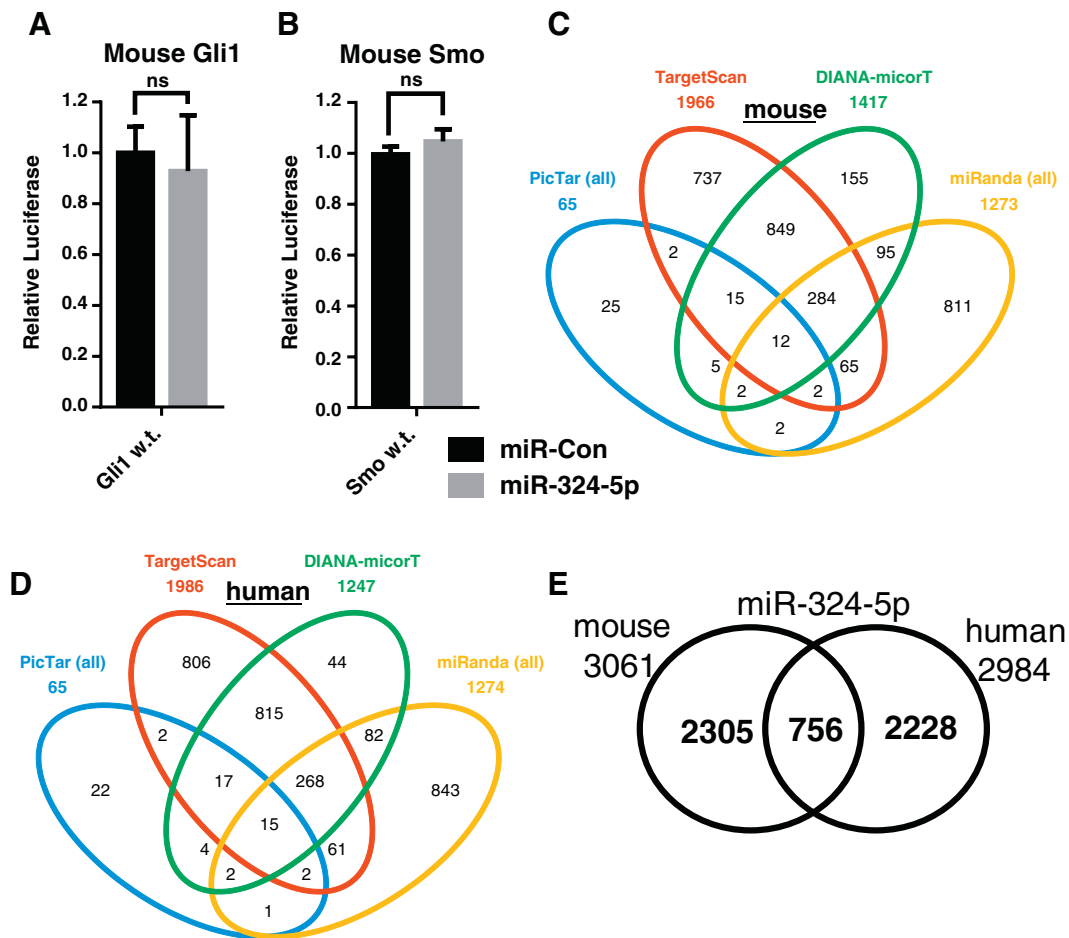 A
Mouse Gli1
ns
Relative Luciferase
1.2
1.0
0.8
0.6
0.4
0.2
0.0
Gli1 w.t.
B
Mouse Smo
ns
Relative Luciferase
1.2
1.0
0.8
0.6
0.4
0.2
0.0
Smo w.t.
miR-Con
miR-324-5p
C
mouse
TargetScan
1966
DIANA-micorT
1417
PicTar (all)
65
miRanda (all)
1273
737
155
849
2
95
25
15
284
811
12
5
65
2
2
2
D
human
TargetScan
1986
DIANA-micorT
1247
PicTar (all)
65
miRanda (all)
1274
806
44
815
2
82
22
17
268
843
15
4
61
2
2
1
E
miR-324-5p
mouse
3061
human
2984
2305
756
2228